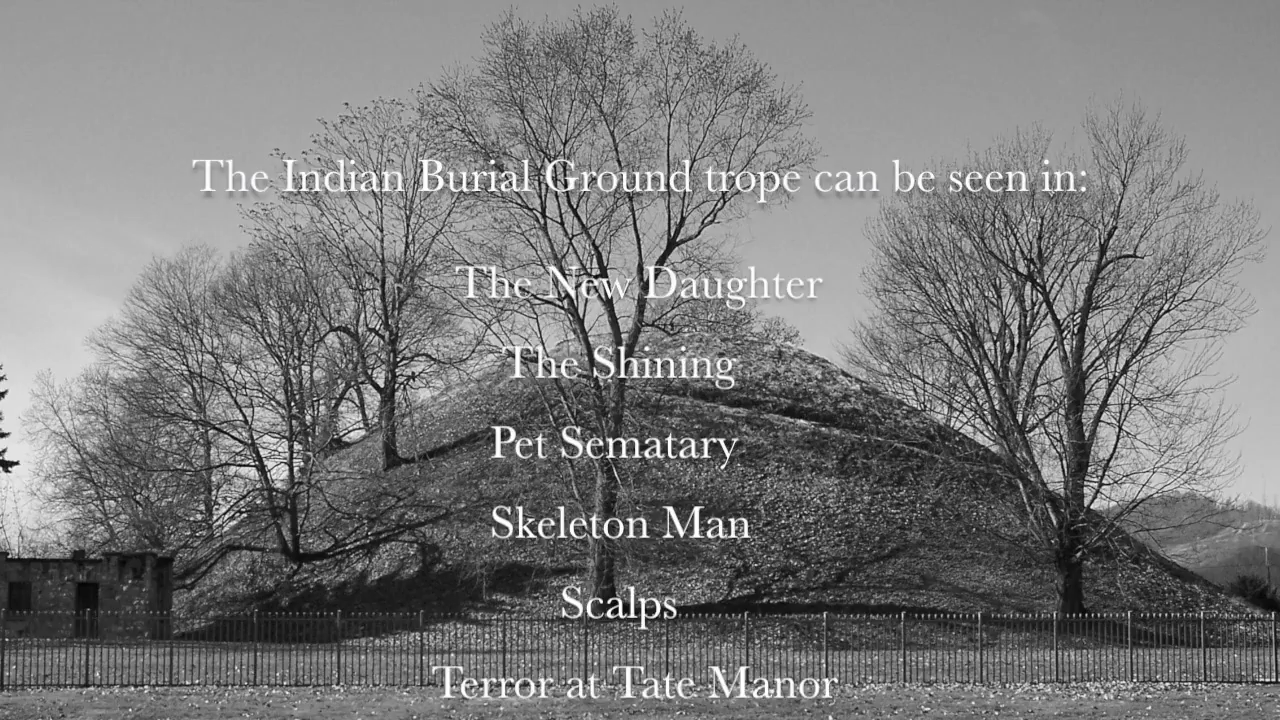 The Indian Burial Ground trope can be seen in:
The New Daughter
The Shining
Pet Sematary
Skeleton Man
Scalps
Terror at Tate Manor